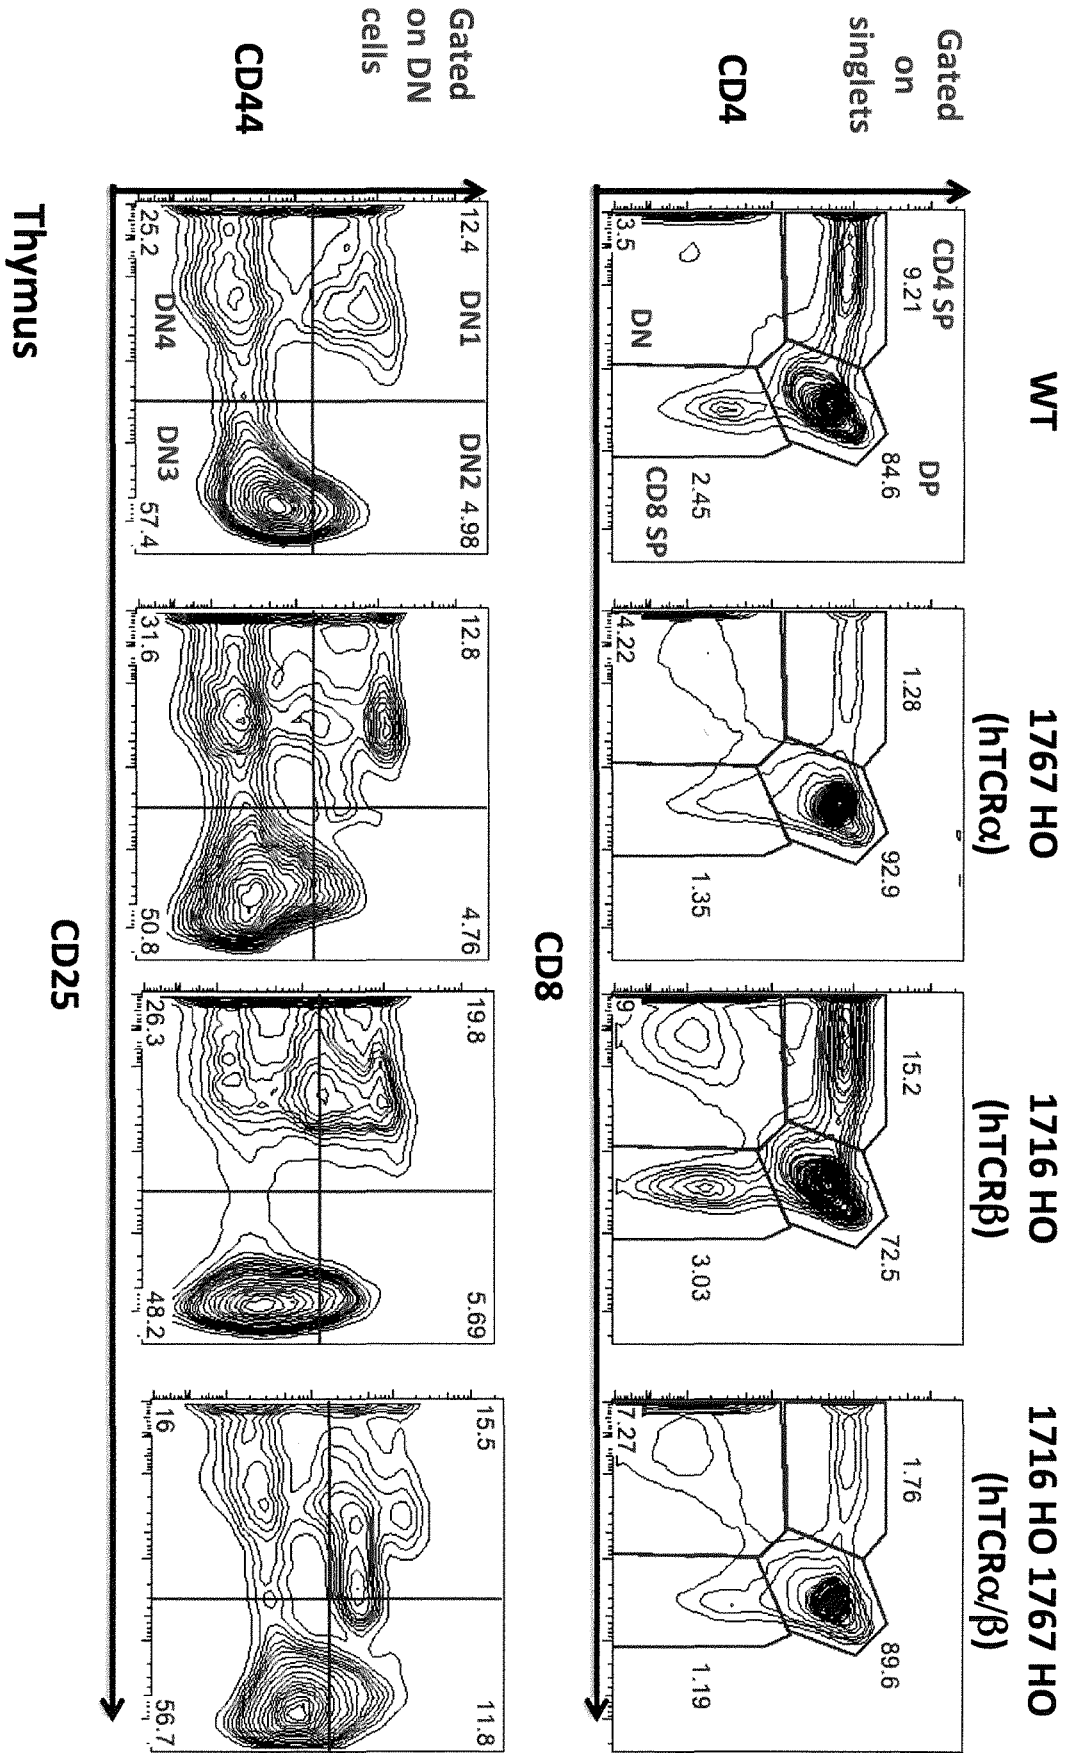 WT
1767 HO
(hTCRα)
1716 HO
(hTCRβ)
1716 HO 1767 HO
(hTCRα/β)
Gated
on
singlets
CD4
CD4 SP
9.21
DP
84.6
3.5
DN
2.45
CD8 SP
1.28
92.9
4.22
1.35
15.2
72.5
9
3.03
1.76
89.6
7.27
1.19
CD8
Gated
on DN
cells
CD44
12.4
DN1
DN2 4.98
25.2
DN4
DN3
57.4
12.8
4.76
31.6
50.8
19.8
5.69
26.3
48.2
15.5
11.8
16
56.7
CD25
Thymus